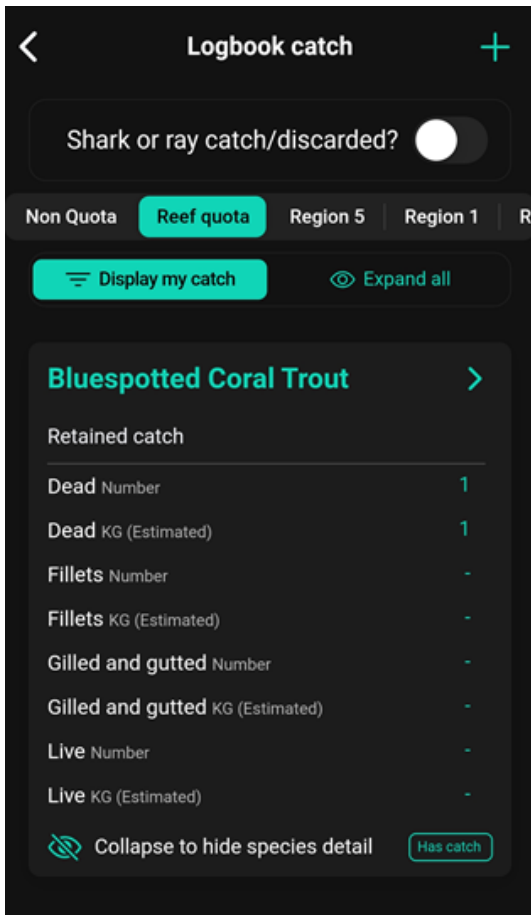 Logbook catch
Shark or ray catch/discarded?
Non Quota Reef quota Region 5 Region 1 R
Display my catch Expand all
Bluespotted Coral Trout
Retained catch
Dead Number 1
Dead KG (Estimated) 1
Fillets Number -
Fillets KG (Estimated) -
Gilled and gutted Number -
Gilled and gutted KG (Estimated) -
Live Number -
Live KG (Estimated) -
Collapse to hide species detail Has catch